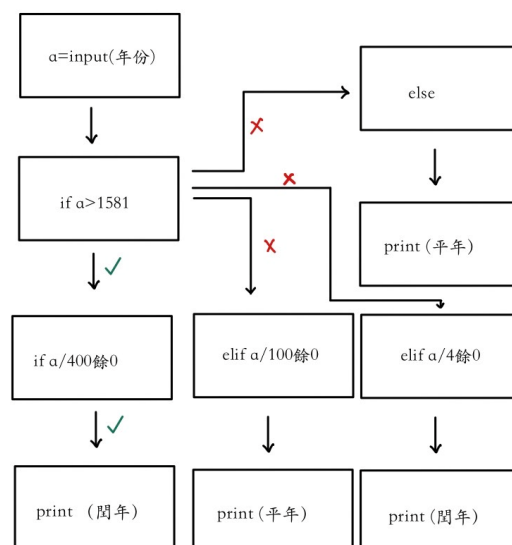 a=input(年份)
else
if a>1581
print (平年)
if a/400餘0
elif a/100餘0
elif a/4餘0
print (閏年)
print (平年)
print (閏年)